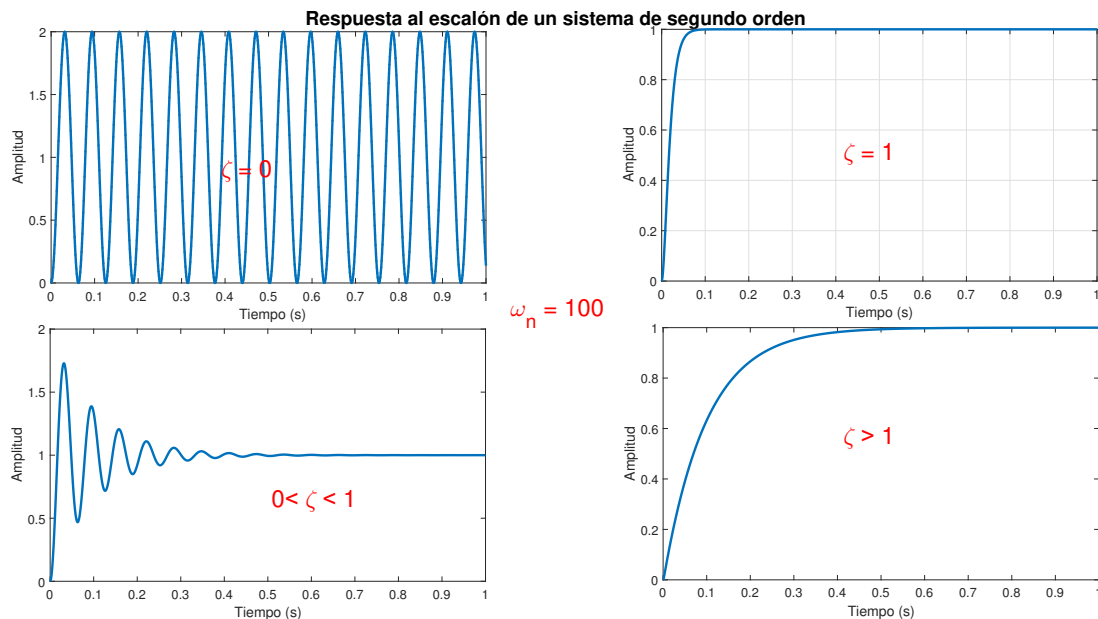 Respuesta al escalón de un sistema de segundo orden
Amplitud
2
1.5
1
0.5
0
ζ = 0
0 0.1 0.2 0.3 0.4 0.5 0.6 0.7 0.8 0.9 1
Tiempo (s)
Amplitud
1
0.8
0.6
0.4
0.2
0
ζ = 1
0 0.1 0.2 0.3 0.4 0.5 0.6 0.7 0.8 0.9 1
Tiempo (s)
ω_n = 100
Amplitud
2
1.5
1
0.5
0
0< ζ < 1
0 0.1 0.2 0.3 0.4 0.5 0.6 0.7 0.8 0.9 1
Tiempo (s)
Amplitud
1
0.8
0.6
0.4
0.2
0
ζ > 1
0 0.1 0.2 0.3 0.4 0.5 0.6 0.7 0.8 0.9 1
Tiempo (s)